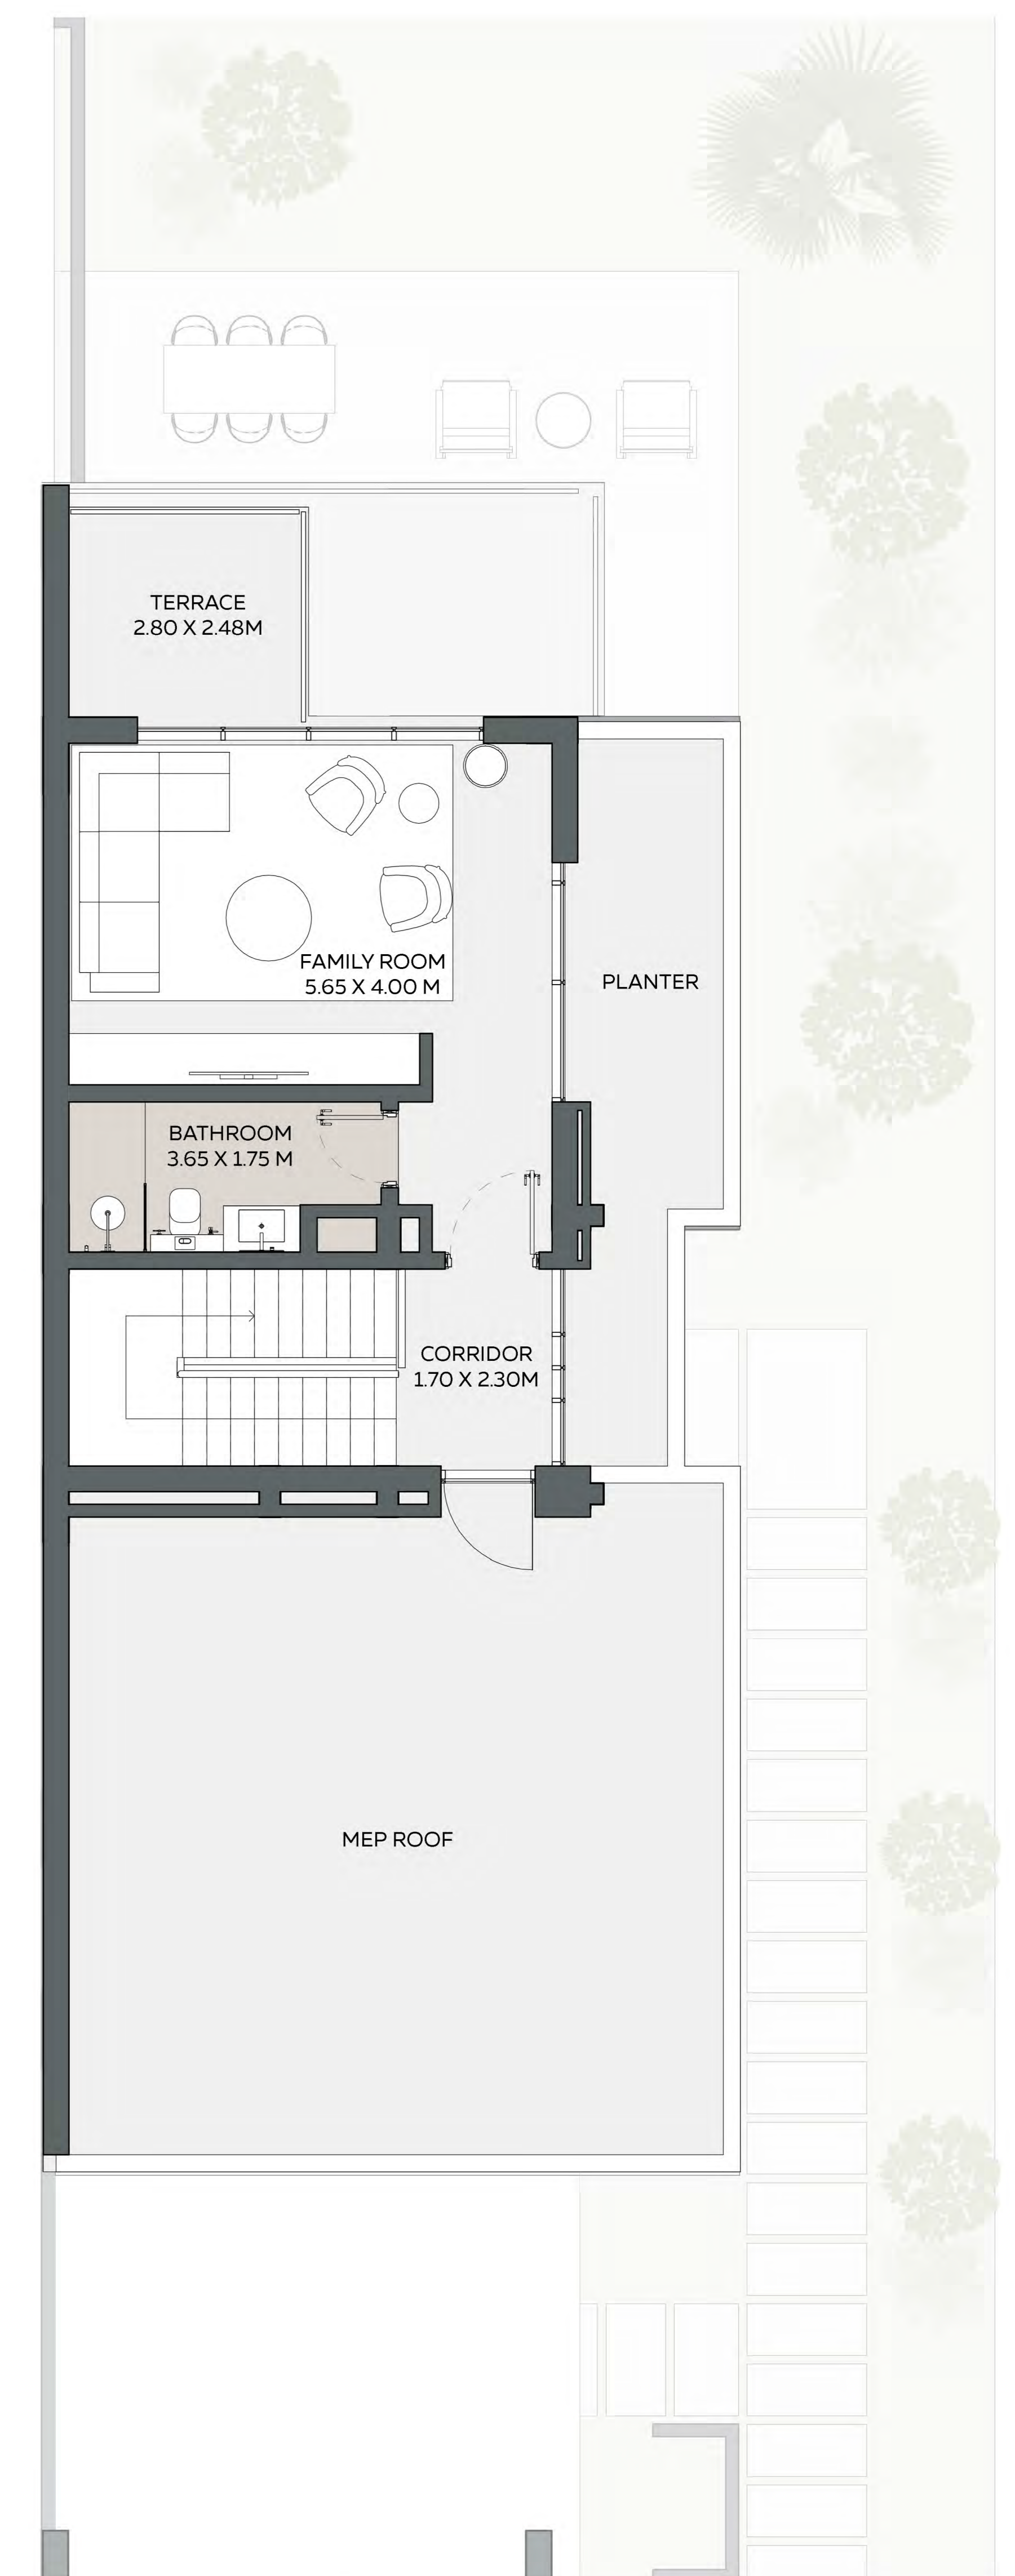 TERRACE
2.80 X 2.48M
FAMILY ROOM
5.65 X 4.00 M
PLANTER
BATHROOM
3.65 X 1.75 M
CORRIDOR
1.70 X 2.30M
MEP ROOF